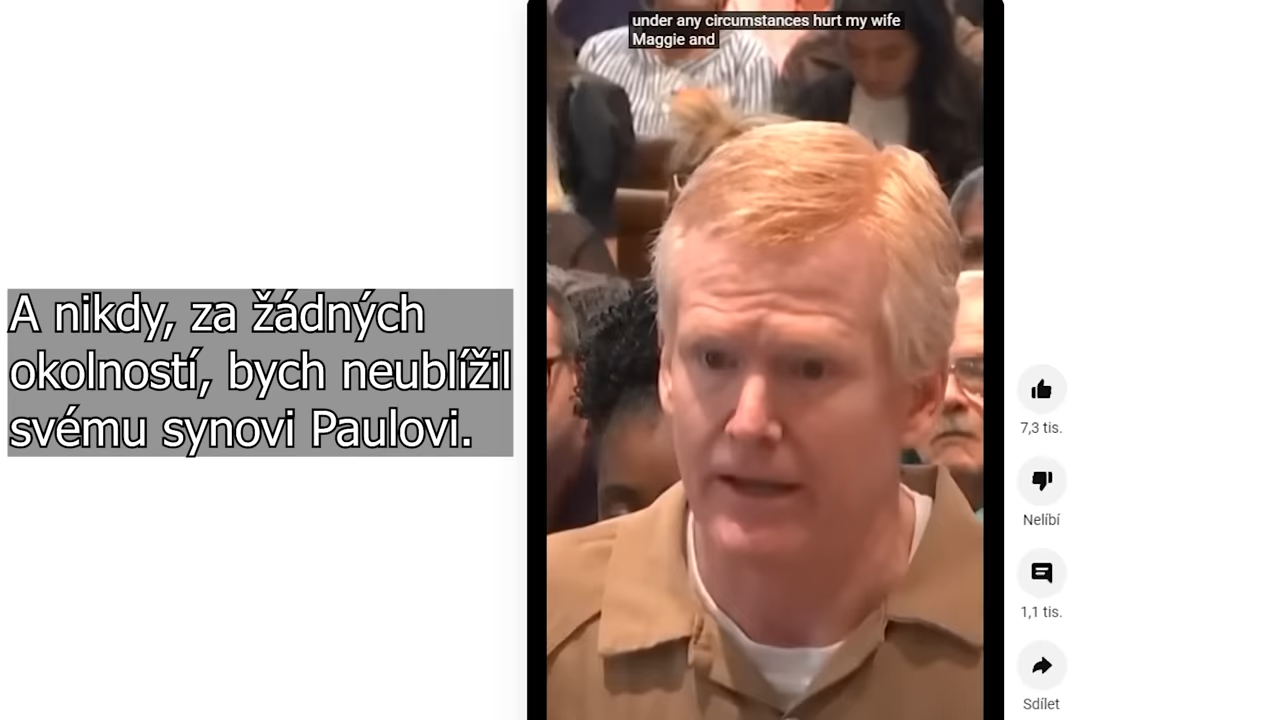 under any circumstances hurt my wife
Maggie and
A nikdy, za žádných
okolností, bych neublížil
svému synovi Paulovi.
7,3 tis.
Nelíbí
1,1 tis.
Sdílet